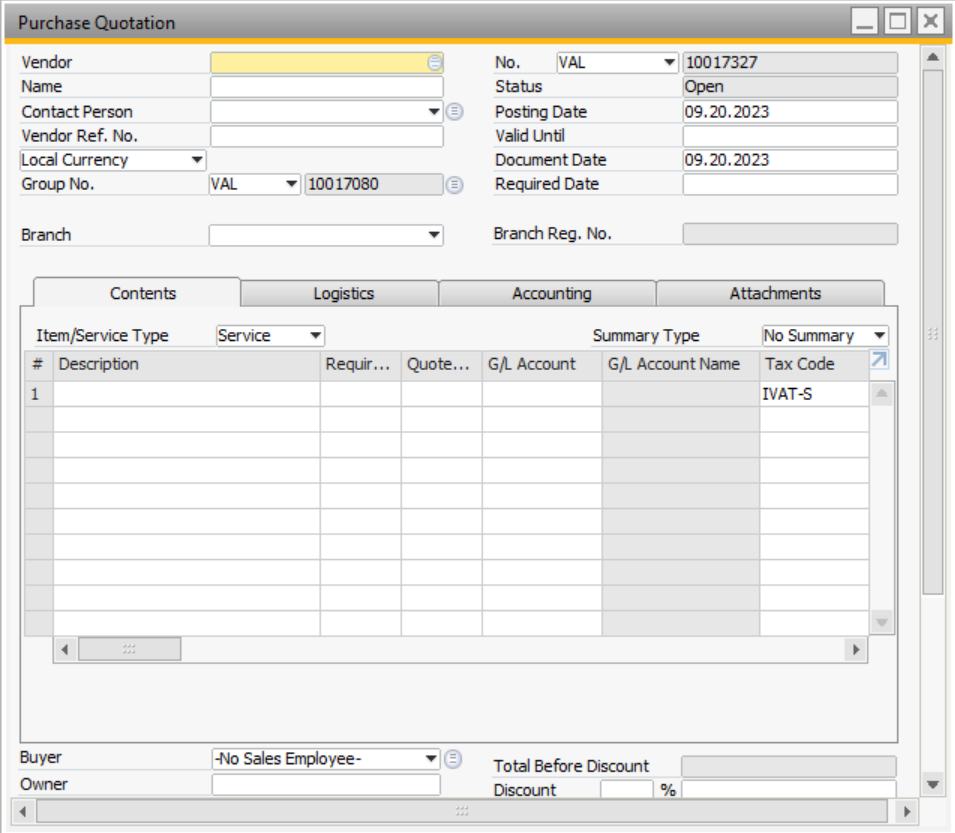 Purchase Quotation
Vendor
No. VAL 10017327
Name
Status Open
Contact Person
Posting Date 09.20.2023
Vendor Ref. No.
Valid Until
Local Currency
Document Date 09.20.2023
Group No. VAL 10017080
Required Date
Branch
Branch Reg. No.
Contents Logistics Accounting Attachments
Item/Service Type Service
Summary Type No Summary
# Description Requir... Quote... G/L Account G/L Account Name Tax Code
1 IVAT-S
Buyer -No Sales Employee-
Total Before Discount
Owner
Discount %